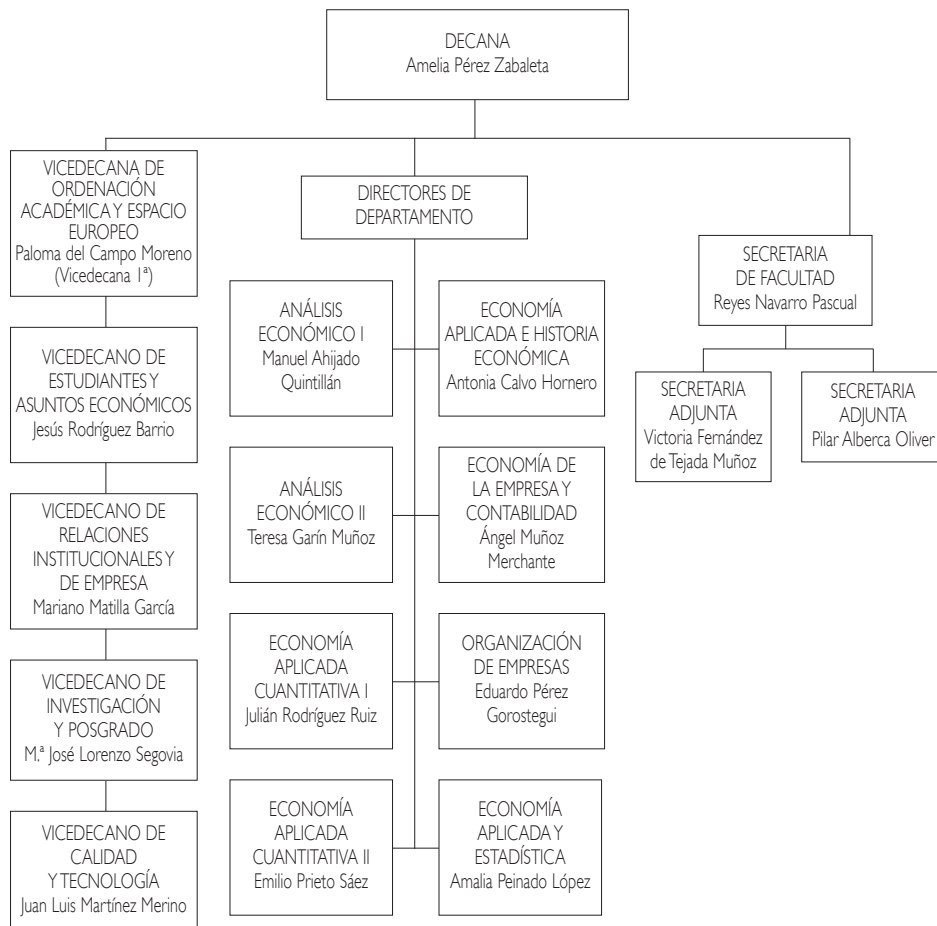 DECANA
Amelia Pérez Zabaleta
VICEDECANA DE
ORDENACIÓN
ACADÉMICA Y ESPACIO
EUROPEO
Paloma del Campo Moreno
(Vicedecana 1ª)
VICEDECANO DE
ESTUDIANTES Y
ASUNTOS ECONÓMICOS
Jesús Rodríguez Barrio
VICEDECANO DE
RELACIONES
INSTITUCIONALES Y
DE EMPRESA
Mariano Matilla García
VICEDECANO DE
INVESTIGACIÓN
Y POSGRADO
M.ª José Lorenzo Segovia
VICEDECANO DE
CALIDAD
Y TECNOLOGÍA
Juan Luis Martínez Merino
DIRECTORES DE
DEPARTAMENTO
ANÁLISIS
ECONÓMICO I
Manuel Ahijado
Quintillán
ECONOMÍA
APLICADA E HISTORIA
ECONÓMICA
Antonia Calvo Hornero
ANÁLISIS
ECONÓMICO II
Teresa Garín Muñoz
ECONOMÍA DE
LA EMPRESA Y
CONTABILIDAD
Ángel Muñoz
Merchante
ECONOMÍA
APLICADA
CUANTITATIVA I
Julián Rodríguez Ruiz
ORGANIZACIÓN
DE EMPRESAS
Eduardo Pérez
Gorostegui
ECONOMÍA
APLICADA
CUANTITATIVA II
Emilio Prieto Sáez
ECONOMÍA
APLICADA Y
ESTADÍSTICA
Amalia Peinado López
SECRETARIA
DE FACULTAD
Reyes Navarro Pascual
SECRETARIA
ADJUNTA
Victoria Fernández
de Tejada Muñoz
SECRETARIA
ADJUNTA
Pilar Alberca Oliver